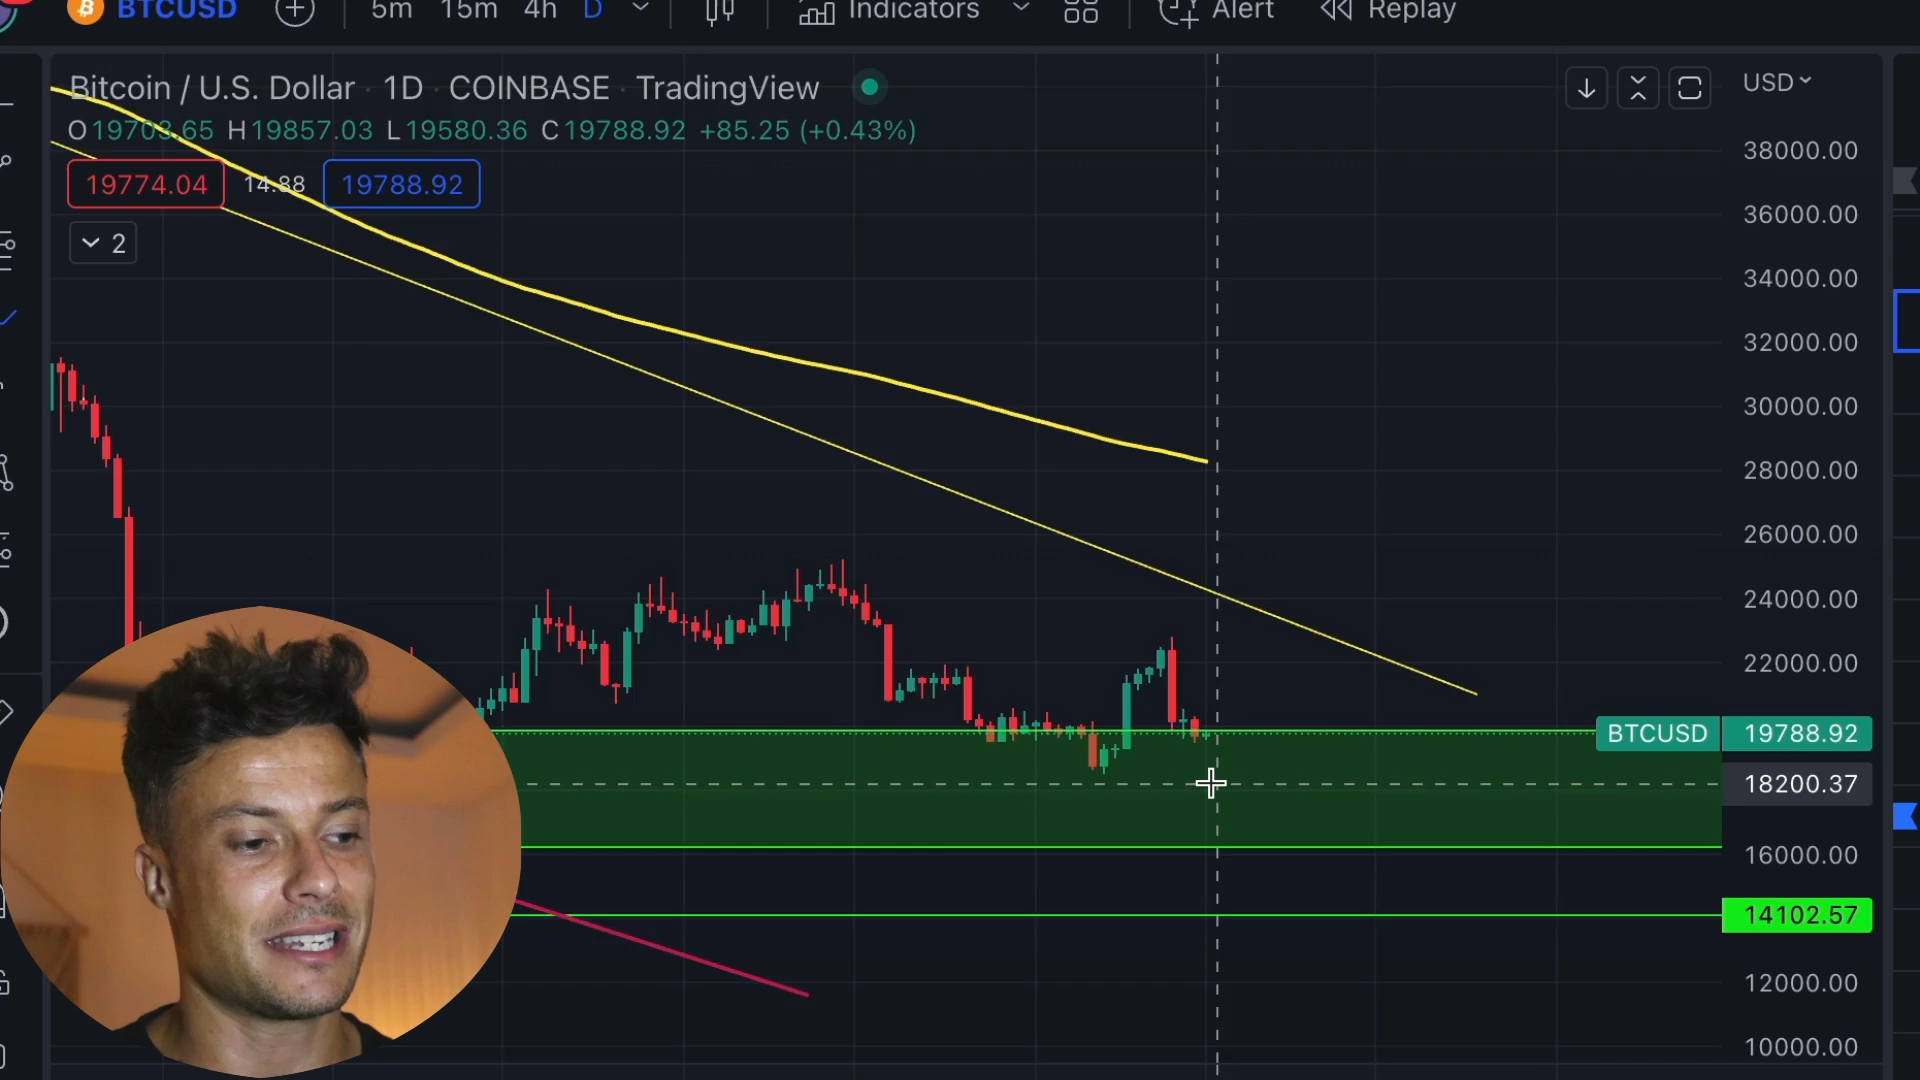 BTCUSD 5m 15m 4h D Indicators Alert Replay
Bitcoin / U.S. Dollar · 1D · COINBASE · TradingView
USD
O19703.65 H19857.03 L19580.36 C19788.92 +85.25 (+0.43%)
19774.04 14.88 19788.92
2
38000.00
36000.00
34000.00
32000.00
30000.00
28000.00
26000.00
24000.00
22000.00
BTCUSD 19788.92
18200.37
16000.00
14102.57
12000.00
10000.00